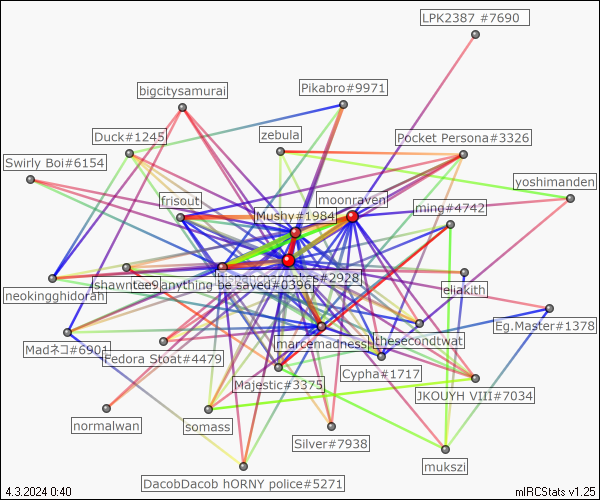 LPK2387 #7690
bigcitysamurai
Pikabro#9971
Duck#1245
zebula
Pocket Persona#3326
Swirly Boi#6154
yoshimanden
frisout
moonraven
Mushy#1984
ming#4742
shawntee9
anything be saved#0396
#2928
neokingghidorah
eliakith
Madネコ#6901
Fedora Stoat#4479
marcemadness
thesecondtwat
Eg.Master#1378
Cypha#1717
Majestic#3375
JKOUYH VIII#7034
normalwan
somass
Silver#7938
mukszi
DacobDacob hORNY police#5271
4.3.2024 0:40
mIRCStats v1.25